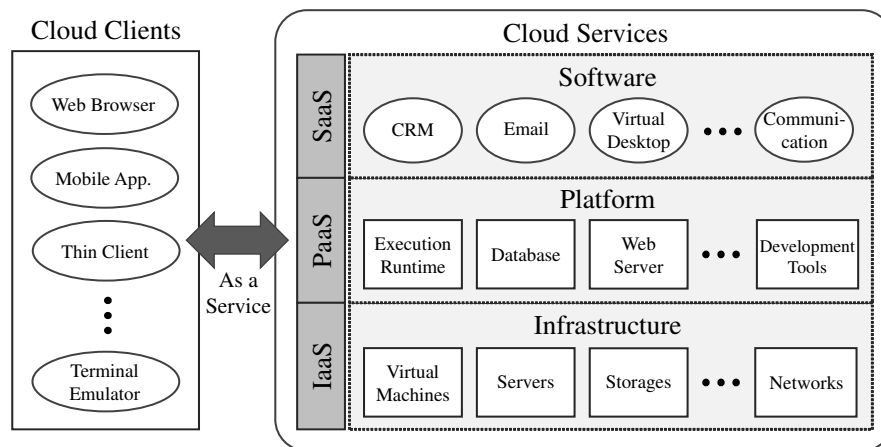 Cloud Clients
Web Browser
Mobile App.
Thin Client
Terminal
Emulator
As a
Service
Cloud Services
SaaS
Software
CRM
Email
Virtual
Desktop
Communi-
cation
PaaS
Platform
Execution
Runtime
Database
Web
Server
Development
Tools
IaaS
Infrastructure
Virtual
Machines
Servers
Storages
Networks